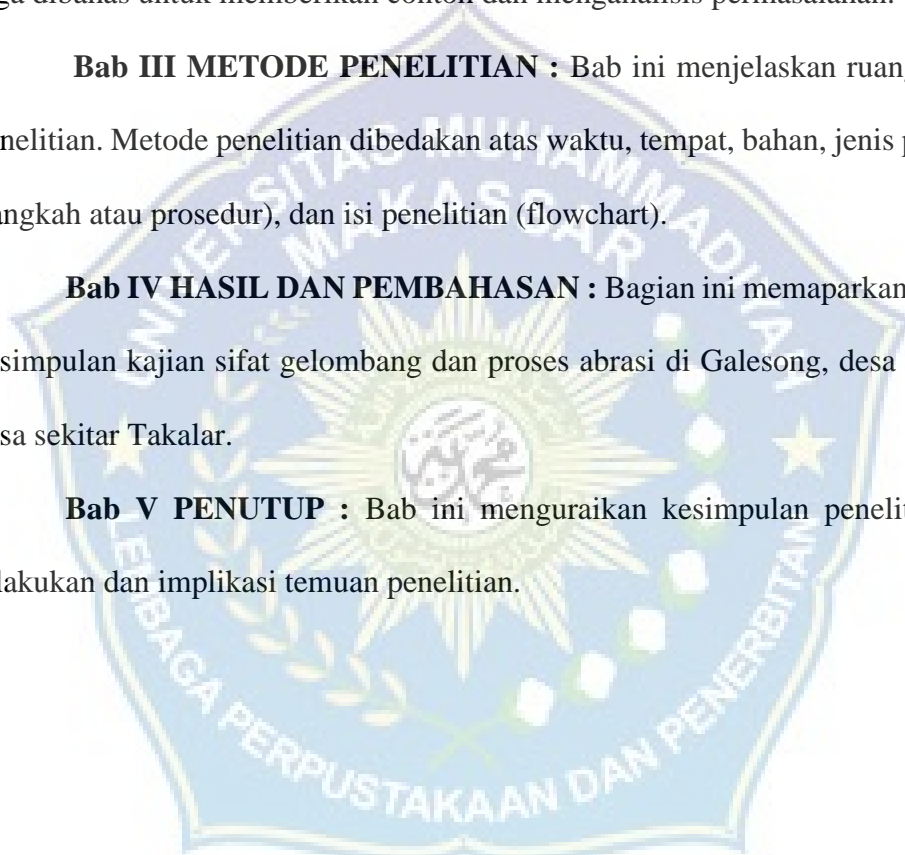 ga dibahas untuk memberikan contoh dan menganalisis permasalahan.
Bab III METODE PENELITIAN : Bab ini menjelaskan ruang
nelitian. Metode penelitian dibedakan atas waktu, tempat, bahan, jenis p
angkah atau prosedur), dan isi penelitian (flowchart).
Bab IV HASIL DAN PEMBAHASAN : Bagian ini memaparkan
simpulan kajian sifat gelombang dan proses abrasi di Galesong, desa
sa sekitar Takalar.
Bab V PENUTUP : Bab ini menguraikan kesimpulan penelit
lakukan dan implikasi temuan penelitian.
UNIVERSITAS MUHAMMADIYAH
MAKASSAR
LEMBAGA PERPUSTAKAAN DAN PENERBITAN